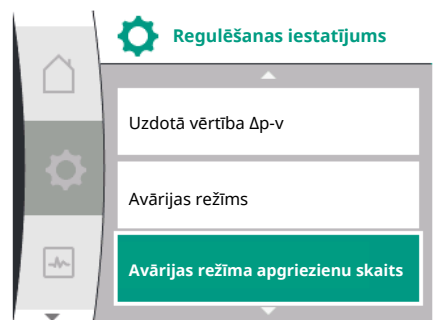 Regulēšanas iestatījums
Uzdotā vērtība Δp-v
Avārijas režīms
Avārijas režīma apgriezienu skaits